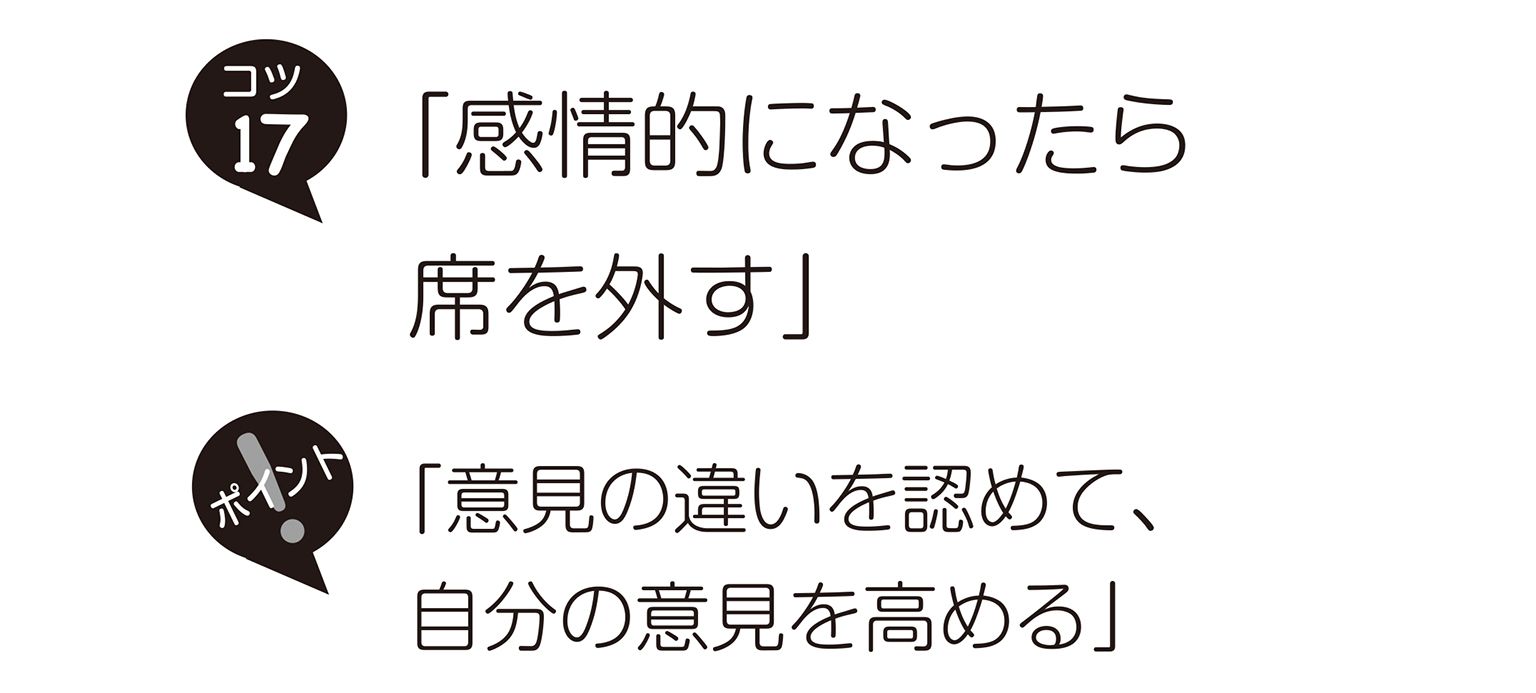 コツ
17
「感情的になったら
席を外す」
ポイント
!
「意見の違いを認めて、
自分の意見を高める」